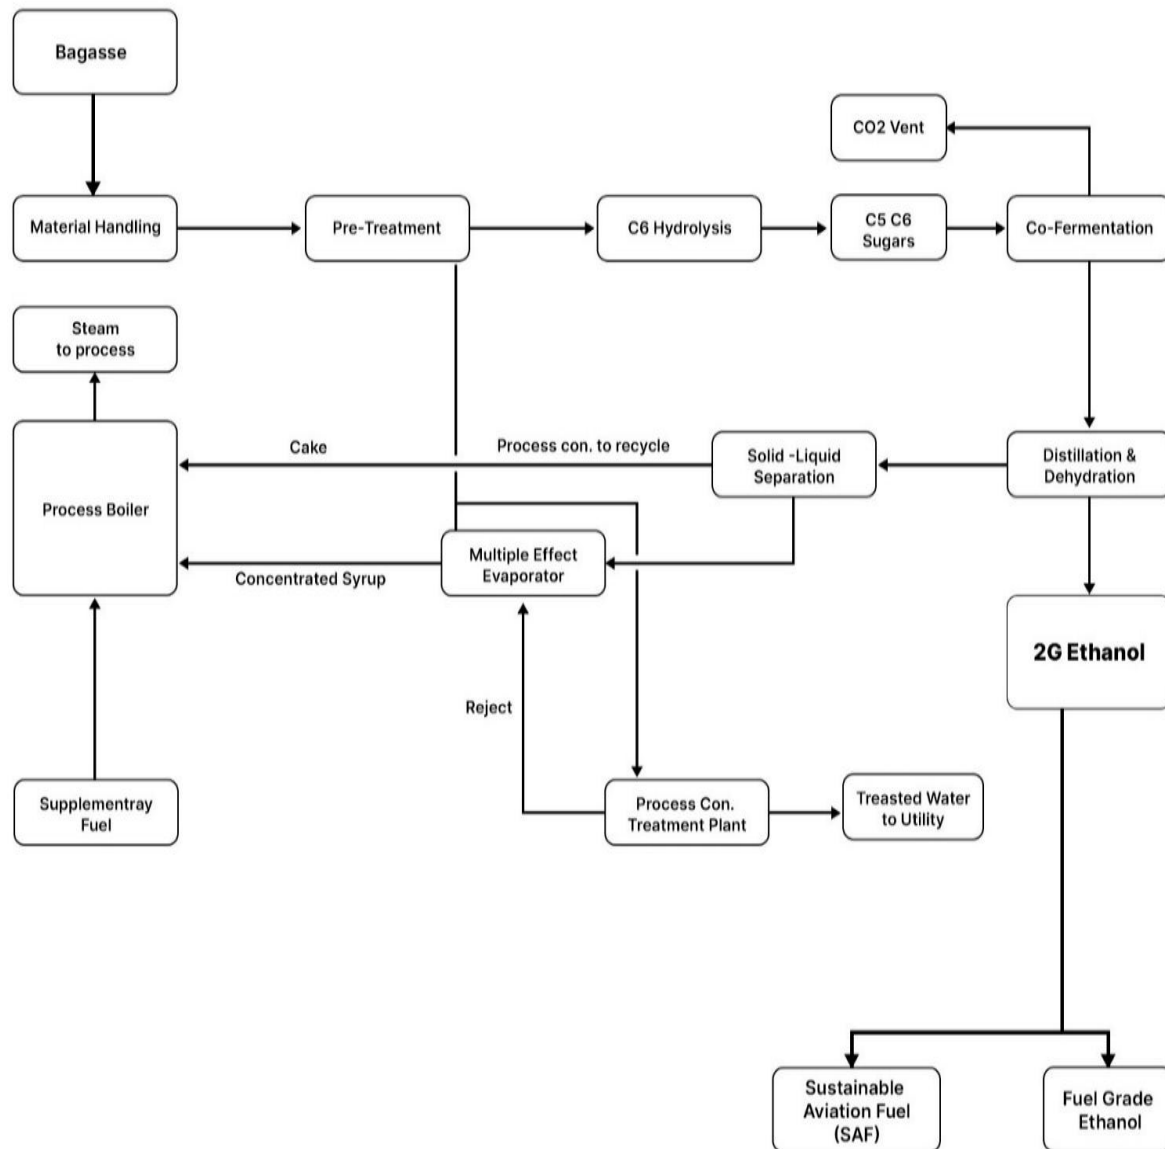 Bagasse
CO2 Vent
Material Handling
Pre-Treatment
C6 Hydrolysis
C5 C6
Sugars
Co-Fermentation
Steam
to process
Cake
Process con. to recycle
Solid -Liquid
Separation
Distillation &
Dehydration
Process Boiler
Multiple Effect
Evaporator
Concentrated Syrup
2G Ethanol
Reject
Supplementray
Fuel
Process Con.
Treatment Plant
Treasted Water
to Utility
Sustainable
Aviation Fuel
(SAF)
Fuel Grade
Ethanol